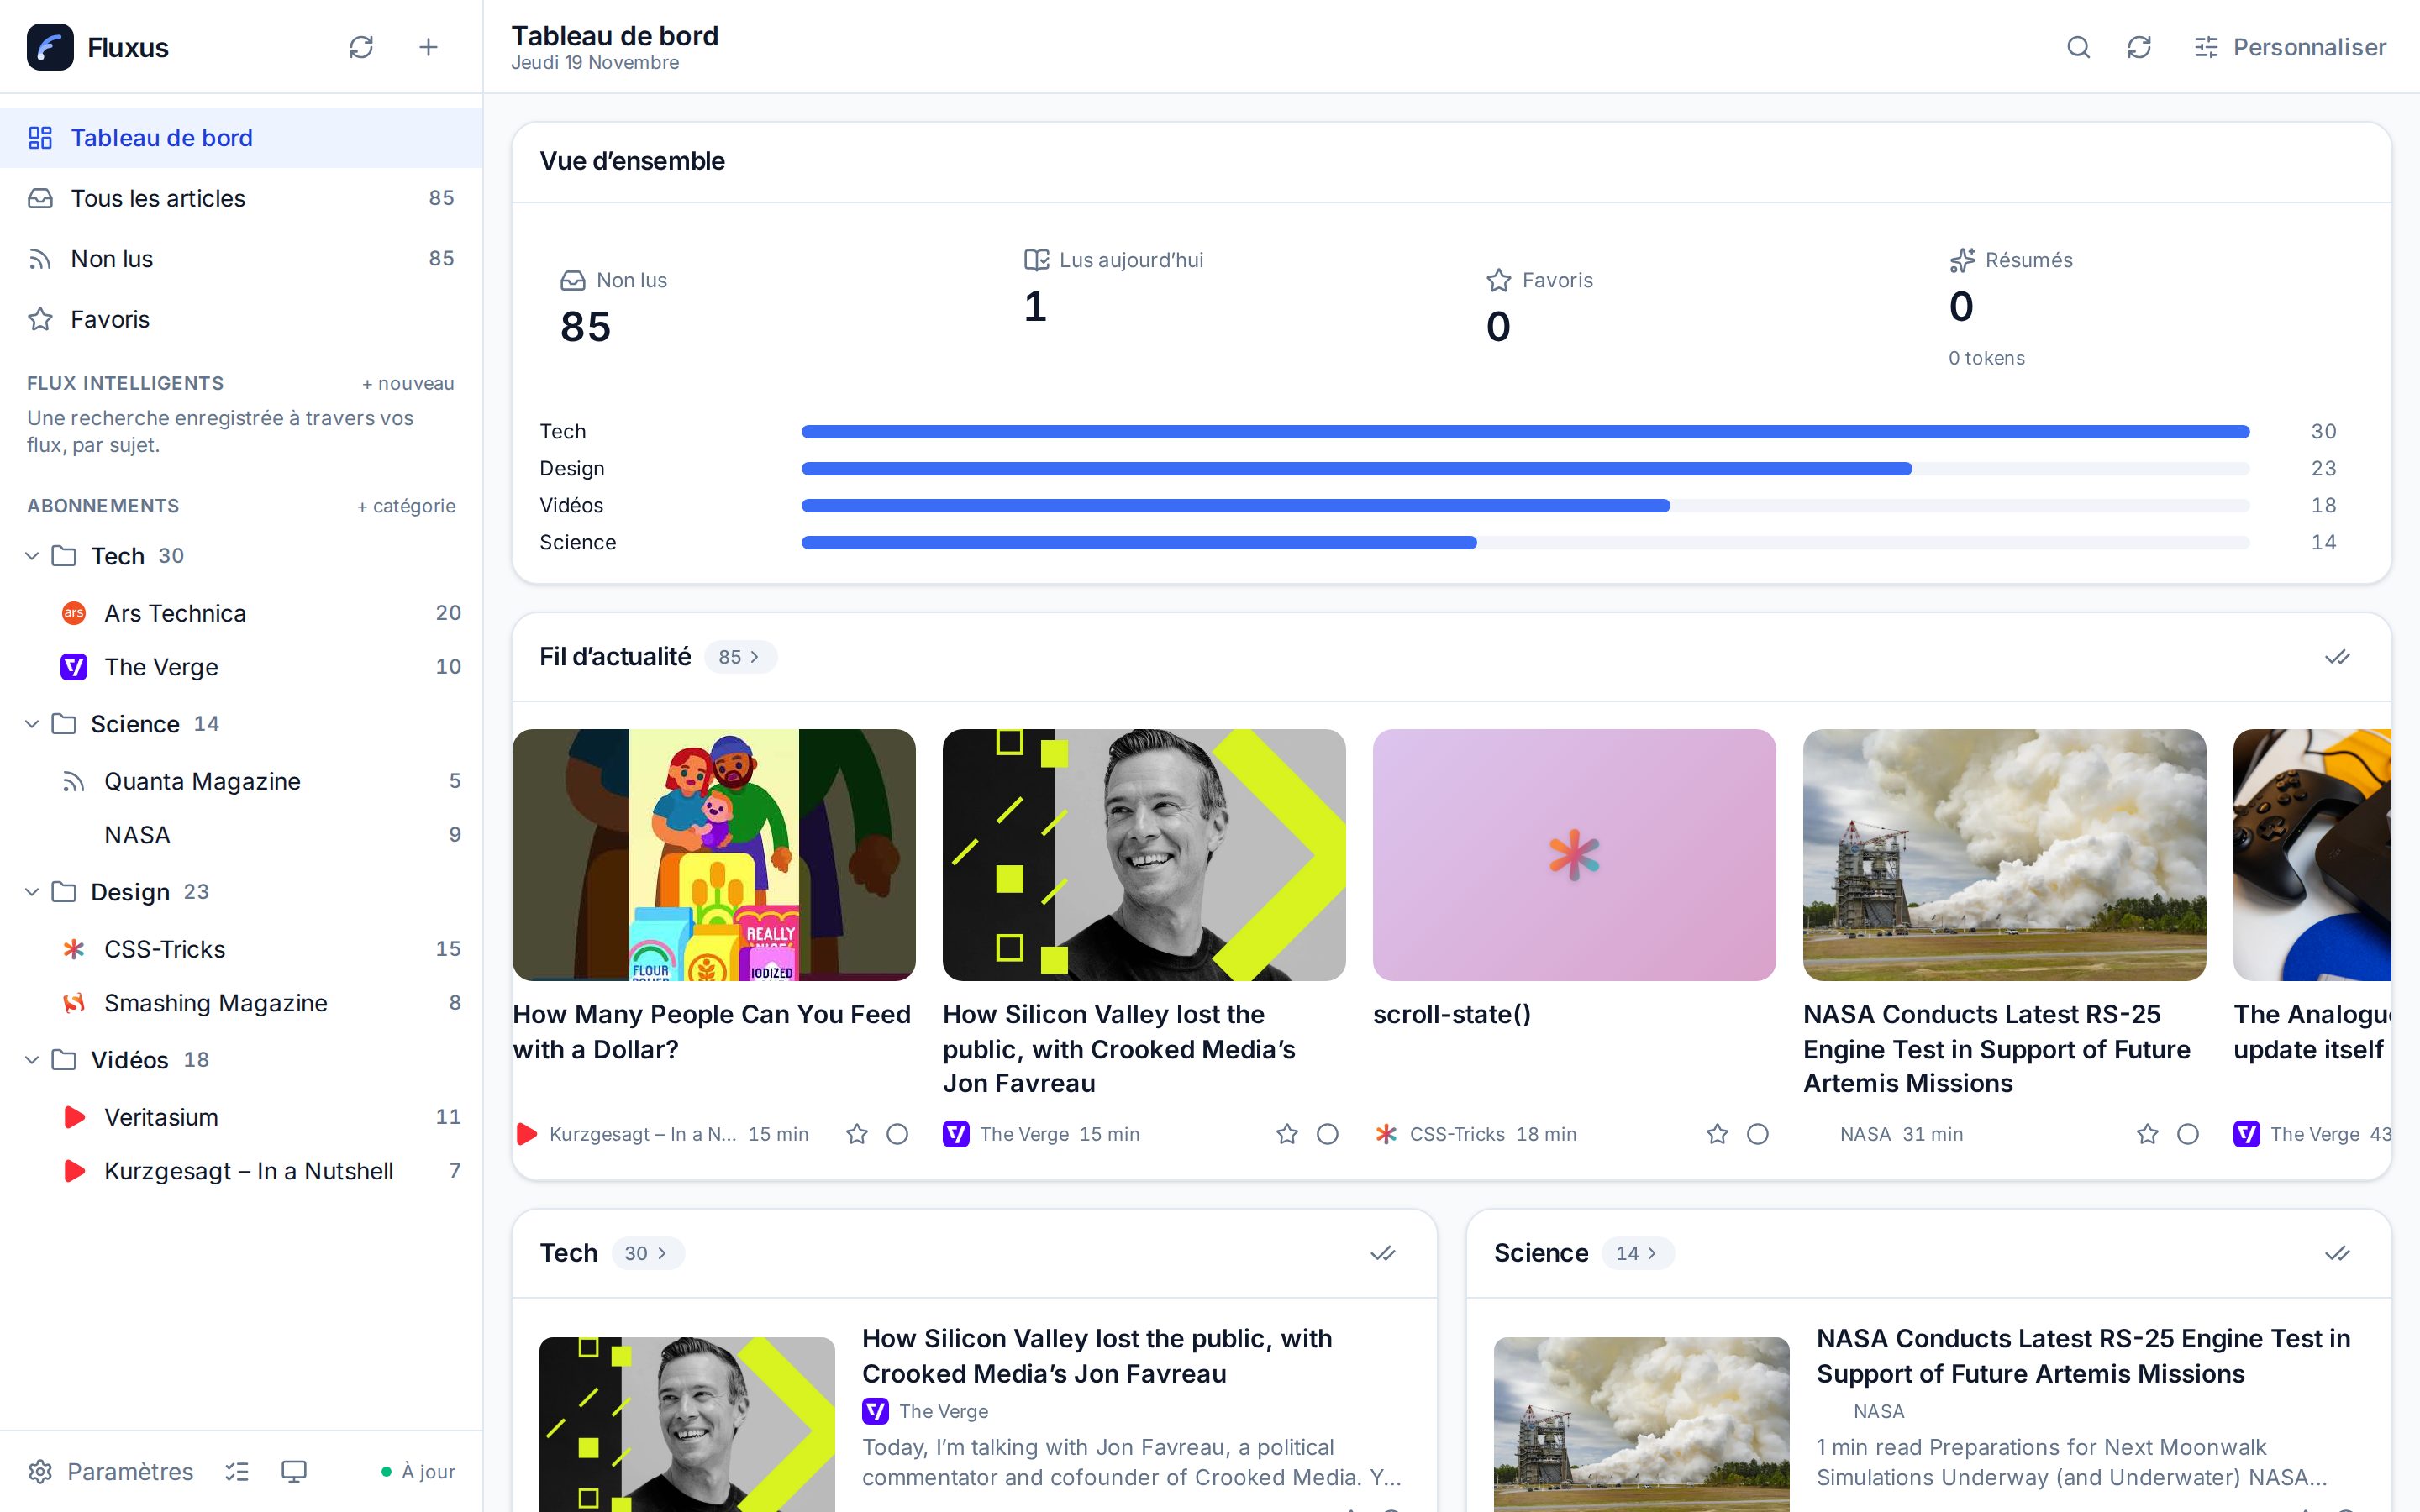 Fluxus
Tableau de bord
Jeudi 19 Novembre
Personnaliser
Tableau de bord
Tous les articles 85
Non lus 85
Favoris
FLUX INTELLIGENTS + nouveau
Une recherche enregistrée à travers vos
flux, par sujet.
ABONNEMENTS + catégorie
Tech 30
ars Ars Technica 20
The Verge 10
Science 14
Quanta Magazine 5
NASA 9
Design 23
CSS-Tricks 15
Smashing Magazine 8
Vidéos 18
Veritasium 11
Kurzgesagt – In a Nutshell 7
Paramètres
À jour
Vue d’ensemble
Non lus
85
Lus aujourd’hui
1
Favoris
0
Résumés
0
0 tokens
Tech 30
Design 23
Vidéos 18
Science 14
Fil d’actualité 85
REALLY
FLOUR
IODIZED
How Many People Can You Feed
with a Dollar?
Kurzgesagt – In a N… 15 min
How Silicon Valley lost the
public, with Crooked Media’s
Jon Favreau
The Verge 15 min
scroll-state()
CSS-Tricks 18 min
NASA Conducts Latest RS-25
Engine Test in Support of Future
Artemis Missions
NASA 31 min
The Analogu
update itself
The Verge 43
Tech 30
How Silicon Valley lost the public, with
Crooked Media’s Jon Favreau
The Verge
Today, I’m talking with Jon Favreau, a political
commentator and cofounder of Crooked Media. Y…
Science 14
NASA Conducts Latest RS-25 Engine Test in
Support of Future Artemis Missions
NASA
1 min read Preparations for Next Moonwalk
Simulations Underway (and Underwater) NASA…